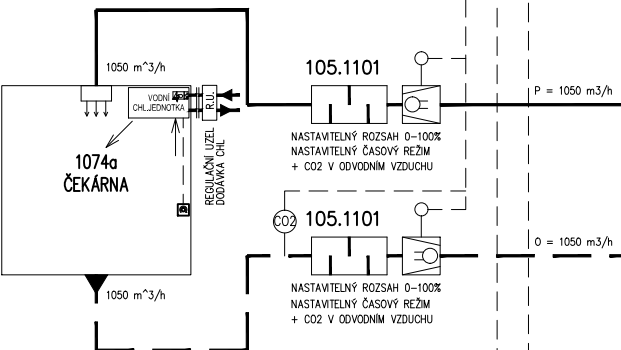 1050 m^3/h
VODNÍ
CHL.JEDNOTKA
R.U.
1074a
ČEKÁRNA
REGULAČNÍ UZEL
DODÁVKA CHL
105.1101
P = 1050 m3/h
NASTAVITELNÝ ROZSAH 0-100%
NASTAVITELNÝ ČASOVÝ REŽIM
+ CO2 V ODVODNÍM VZDUCHU
CO2
105.1101
O = 1050 m3/h
1050 m^3/h
NASTAVITELNÝ ROZSAH 0-100%
NASTAVITELNÝ ČASOVÝ REŽIM
+ CO2 V ODVODNÍM VZDUCHU